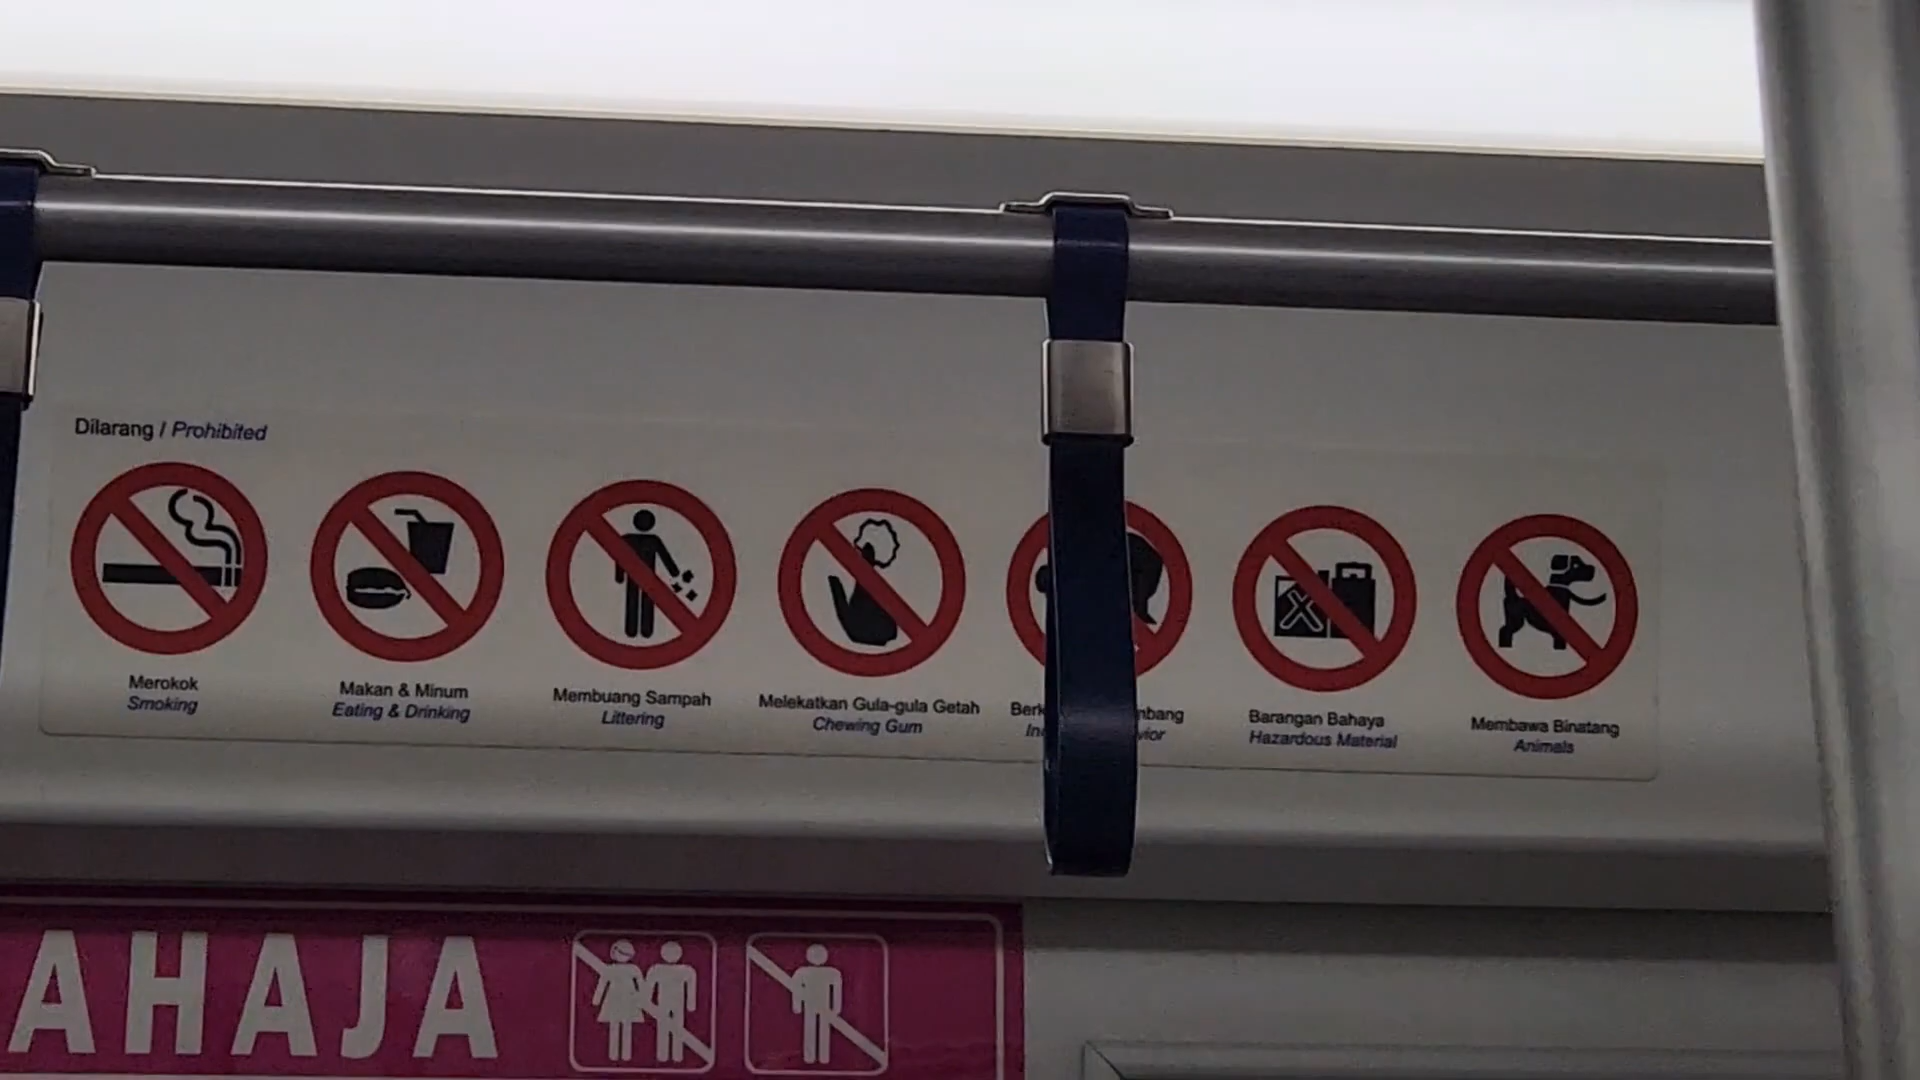 Dilarang / Prohibited
Merokok
Smoking
Makan & Minum
Eating & Drinking
Membuang Sampah
Littering
Melekatkan Gula-gula Getah
Chewing Gum
Barangan Bahaya
Hazardous Material
Membawa Binatang
Animals
AHAJA